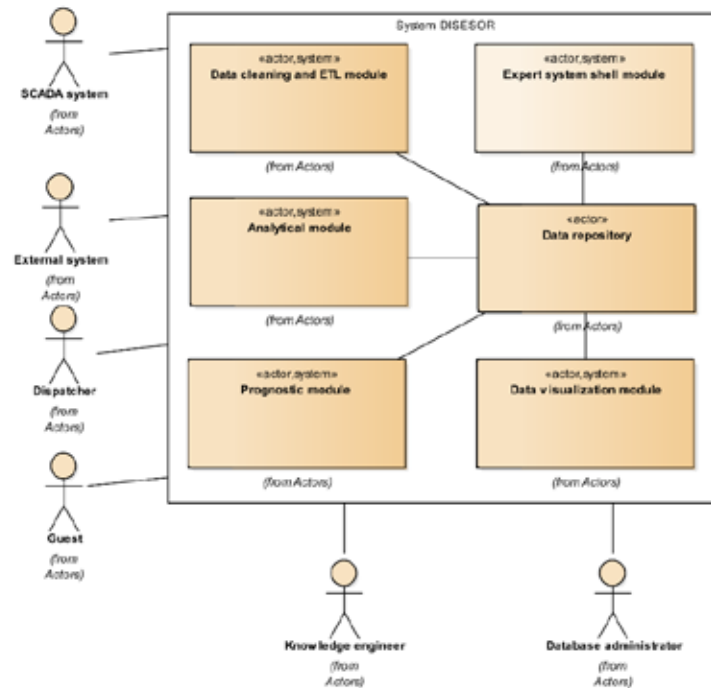 System DISESOR
SCADA system
(from
Actors)
«actor,system»
Data cleaning and ETL module
(from Actors)
«actor,system»
Expert system shell module
(from Actors)
External system
(from
Actors)
«actor,system»
Analytical module
(from Actors)
«actor»
Data repository
(from Actors)
Dispatcher
(from
Actors)
«actor,system»
Prognostic module
(from Actors)
«actor,system»
Data visualization module
(from Actors)
Guest
(from
Actors)
Knowledge engineer
(from
Actors)
Database administrator
(from
Actors)